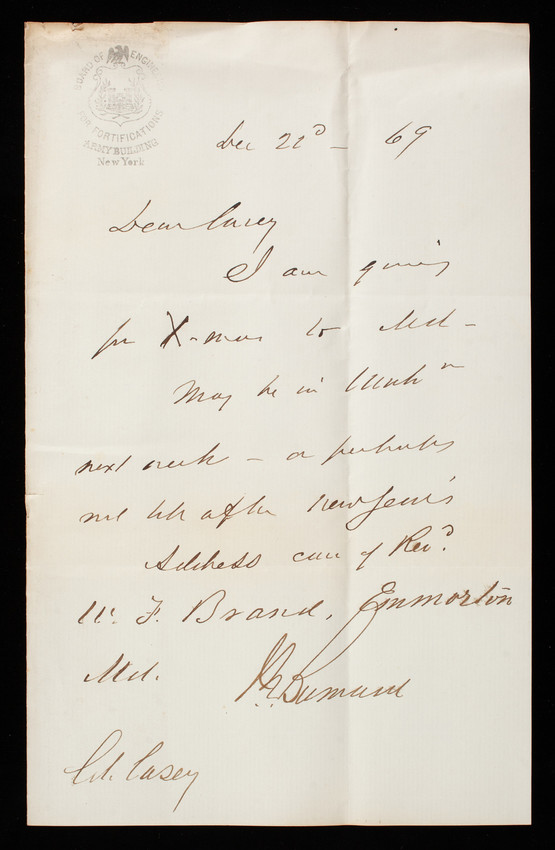 BOARD OF ENGINEERS
FOR FORTIFICATIONS
ARMY BUILDING
New York
Dec 22d - 69
Dear Casey
I am going
for X-mas to Md -
May be in Washn
next week - or perhaps
not till after New Year's
Address care of Revd.
W. F. Brand, Emmorton
Md.
J. G. Barnard
Col. Casey